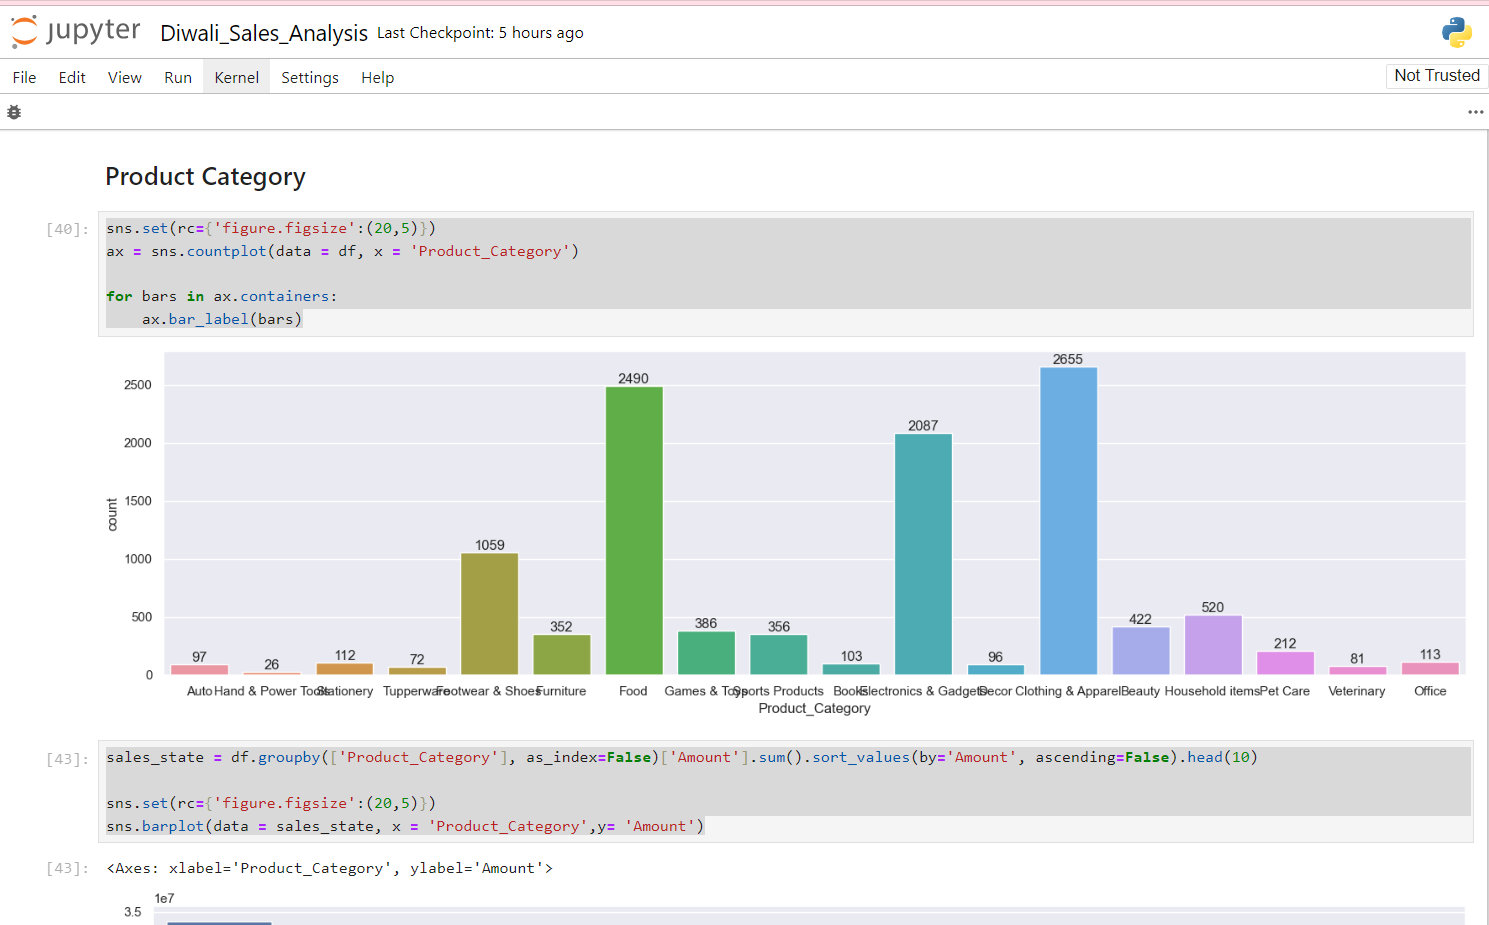 jupyter Diwali_Sales_Analysis Last Checkpoint: 5 hours ago
File Edit View Run Kernel Settings Help Not Trusted
Product Category
[40]: sns.set(rc={'figure.figsize':(20,5)})
ax = sns.countplot(data = df, x = 'Product_Category')
for bars in ax.containers:
ax.bar_label(bars)
2655
2500 2490
2087
2000
1500
count
1059
1000
500 520
422
386
352 356
212
97 26 112 72 103 96 81 113
0
Auto Hand & Power Tools Stationery Tupperware Footwear & Shoes Furniture Food Games & Toys Sports Products Books Electronics & Gadgets Decor Clothing & Apparel Beauty Household items Pet Care Veterinary Office
Product_Category
[43]: sales_state = df.groupby(['Product_Category'], as_index=False)['Amount'].sum().sort_values(by='Amount', ascending=False).head(10)
sns.set(rc={'figure.figsize':(20,5)})
sns.barplot(data = sales_state, x = 'Product_Category',y= 'Amount')
[43]: <Axes: xlabel='Product_Category', ylabel='Amount'>
1e7
3.5